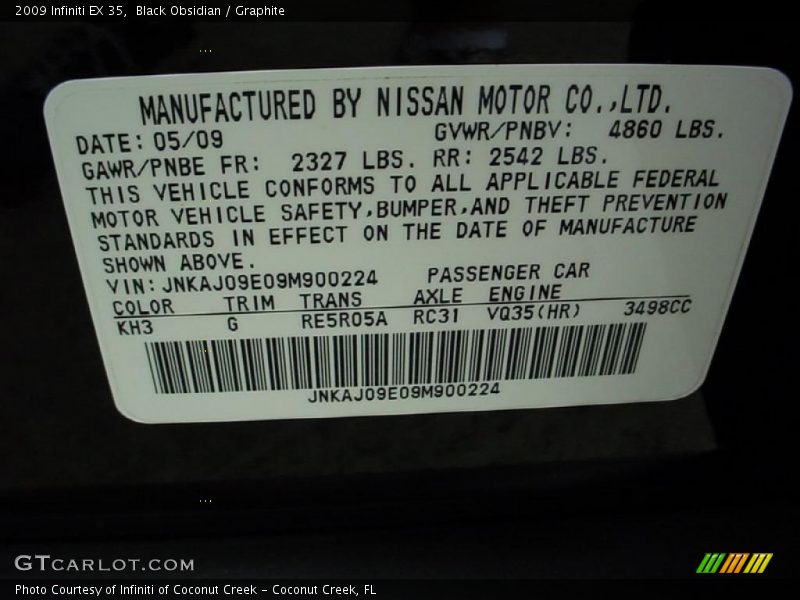 2009 Infiniti EX 35, Black Obsidian / Graphite
MANUFACTURED BY NISSAN MOTOR CO.,LTD.
DATE: 05/09 GVWR/PNBV: 4860 LBS.
GAWR/PNBE FR: 2327 LBS. RR: 2542 LBS.
THIS VEHICLE CONFORMS TO ALL APPLICABLE FEDERAL
MOTOR VEHICLE SAFETY,BUMPER,AND THEFT PREVENTION
STANDARDS IN EFFECT ON THE DATE OF MANUFACTURE
SHOWN ABOVE.
VIN: JNKAJ09E09M900224 PASSENGER CAR
COLOR TRIM TRANS AXLE ENGINE
KH3 G RE5R05A RC31 VQ35(HR) 3498CC
JNKAJ09E09M900224
GTCARLOT.COM
Photo Courtesy of Infiniti of Coconut Creek - Coconut Creek, FL